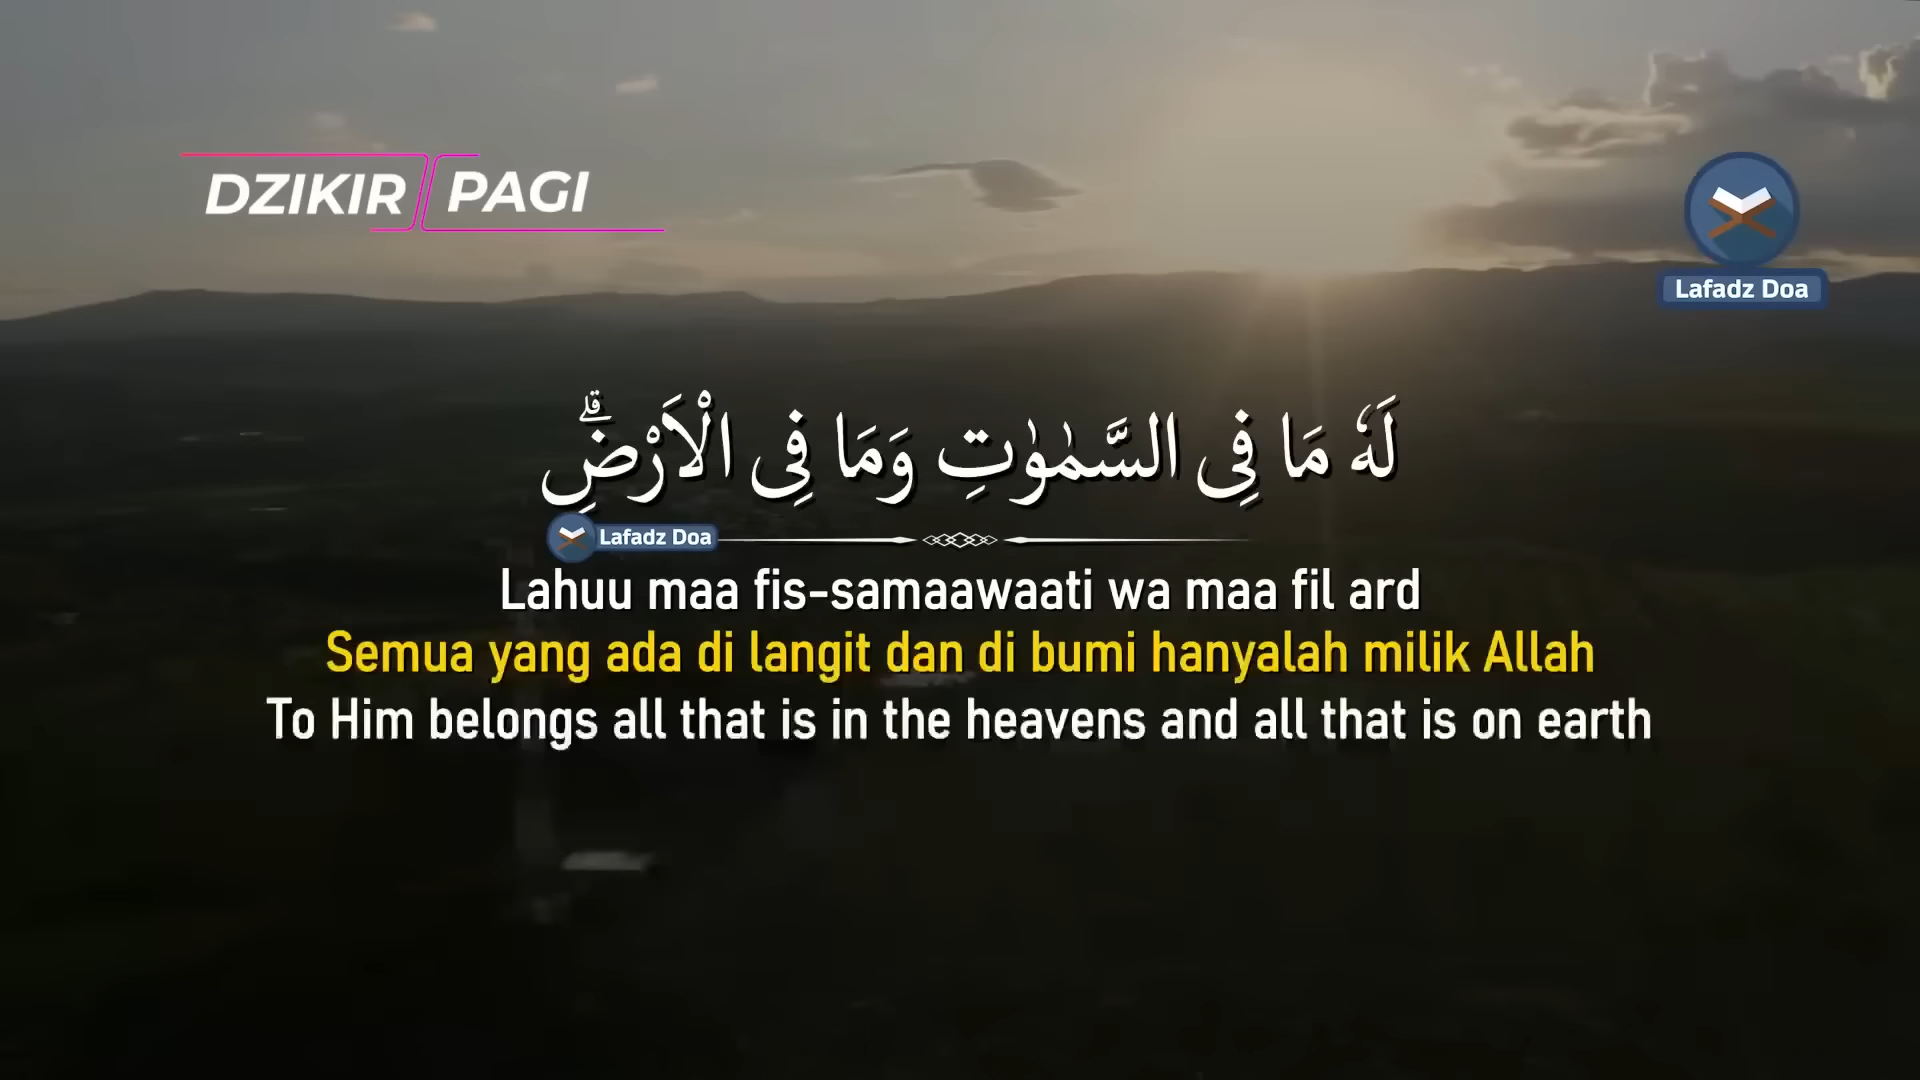 DZIKIR PAGI
Lafadz Doa
لَهٗ مَا فِى السَّمٰوٰتِ وَمَا فِى الْاَرْضِۗ
Lafadz Doa
Lahuu maa fis-samaawaati wa maa fil ard
Semua yang ada di langit dan di bumi hanyalah milik Allah
To Him belongs all that is in the heavens and all that is on earth